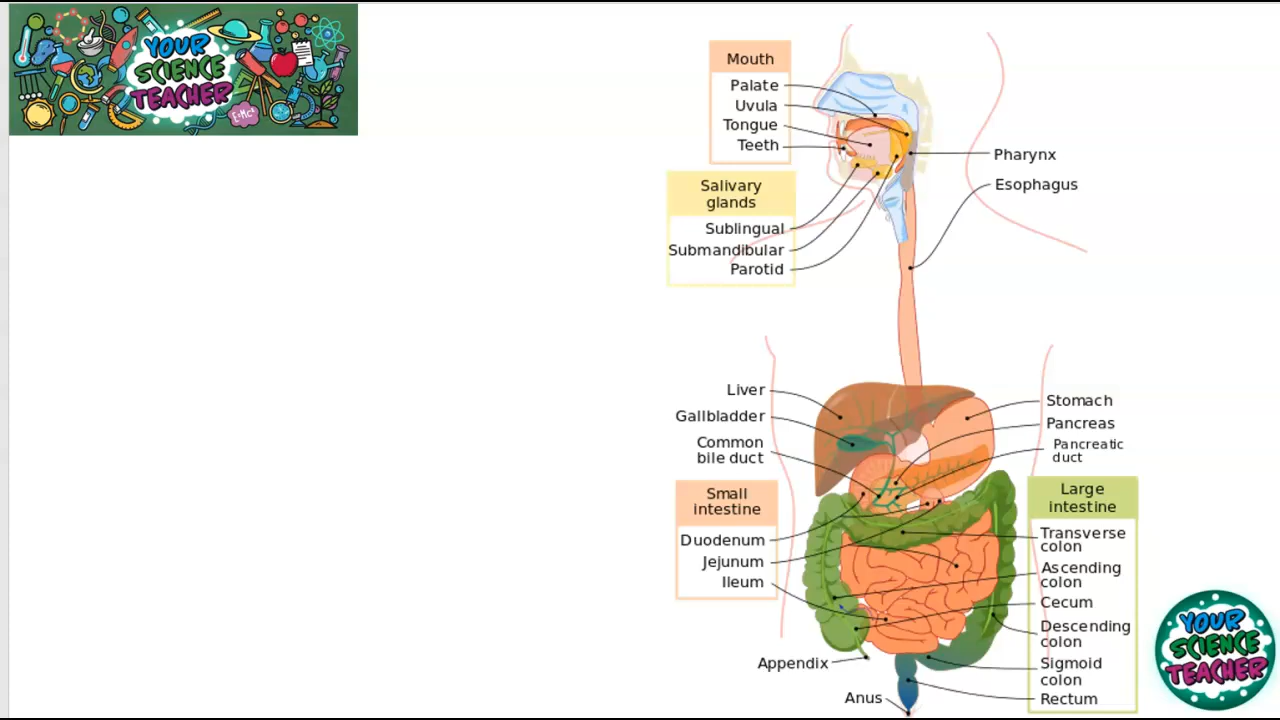 YOUR
SCIENCE
TEACHER
E=MC²
Mouth
Palate
Uvula
Tongue
Teeth
Salivary
glands
Sublingual
Submandibular
Parotid
Pharynx
Esophagus
Liver
Gallbladder
Common
bile duct
Stomach
Pancreas
Pancreatic
duct
Small
intestine
Duodenum
Jejunum
Ileum
Large
intestine
Transverse
colon
Ascending
colon
Cecum
Descending
colon
Sigmoid
colon
Rectum
Appendix
Anus
YOUR
SCIENCE
TEACHER